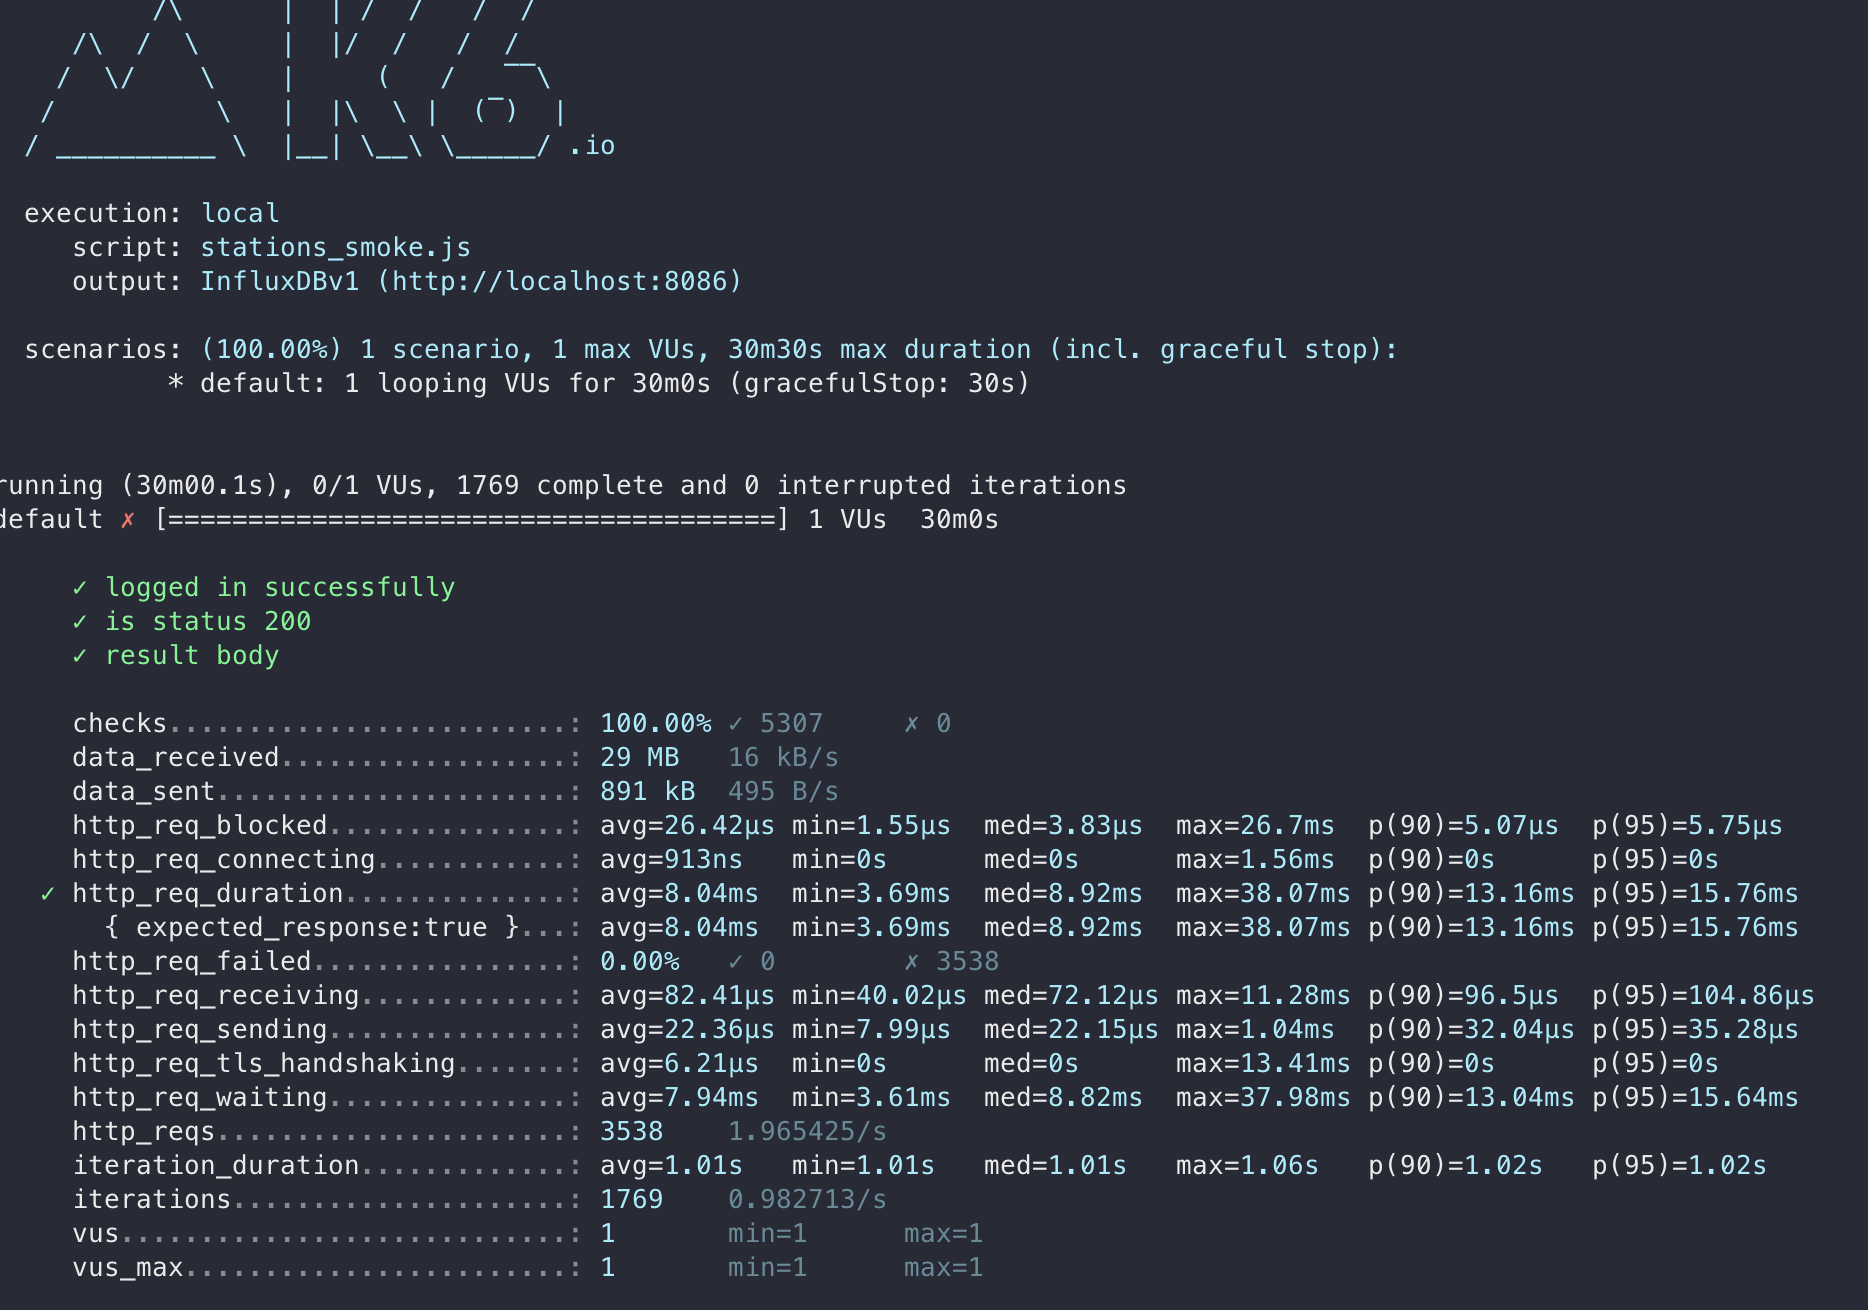 /\      |  | /  /   /  /
    /\  /  \     |  |/  /   /  /
   /  \/    \    |     (   /   ‾‾\
  /          \   |  |\  \ |  (‾)  |
 / __________ \  |__| \__\ \_____/ .io

execution: local
script: stations_smoke.js
output: InfluxDBv1 (http://localhost:8086)

scenarios: (100.00%) 1 scenario, 1 max VUs, 30m30s max duration (incl. graceful stop):
* default: 1 looping VUs for 30m0s (gracefulStop: 30s)

running (30m00.1s), 0/1 VUs, 1769 complete and 0 interrupted iterations
default ✗ [======================================] 1 VUs  30m0s

✓ logged in successfully
✓ is status 200
✓ result body

checks.........................: 100.00% ✓ 5307     ✗ 0
data_received..................: 29 MB   16 kB/s
data_sent......................: 891 kB  495 B/s
http_req_blocked...............: avg=26.42µs min=1.55µs  med=3.83µs  max=26.7ms  p(90)=5.07µs  p(95)=5.75µs
http_req_connecting............: avg=913ns   min=0s      med=0s      max=1.56ms  p(90)=0s      p(95)=0s
✓ http_req_duration..............: avg=8.04ms  min=3.69ms  med=8.92ms  max=38.07ms p(90)=13.16ms p(95)=15.76ms
{ expected_response:true }...: avg=8.04ms  min=3.69ms  med=8.92ms  max=38.07ms p(90)=13.16ms p(95)=15.76ms
http_req_failed................: 0.00%   ✓ 0        ✗ 3538
http_req_receiving.............: avg=82.41µs min=40.02µs med=72.12µs max=11.28ms p(90)=96.5µs  p(95)=104.86µs
http_req_sending...............: avg=22.36µs min=7.99µs  med=22.15µs max=1.04ms  p(90)=32.04µs p(95)=35.28µs
http_req_tls_handshaking.......: avg=6.21µs  min=0s      med=0s      max=13.41ms p(90)=0s      p(95)=0s
http_req_waiting...............: avg=7.94ms  min=3.61ms  med=8.82ms  max=37.98ms p(90)=13.04ms p(95)=15.64ms
http_reqs......................: 3538    1.965425/s
iteration_duration.............: avg=1.01s   min=1.01s   med=1.01s   max=1.06s   p(90)=1.02s   p(95)=1.02s
iterations.....................: 1769    0.982713/s
vus............................: 1       min=1      max=1
vus_max........................: 1       min=1      max=1